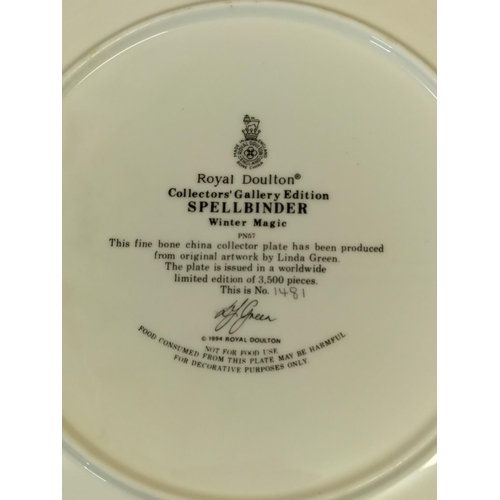 Royal Doulton®
Collectors' Gallery Edition
SPELLBINDER
Winter Magic
PN57
This fine bone china collector plate has been produced
from original artwork by Linda Green.
The plate is issued in a worldwide
limited edition of 3,500 pieces.
This is No. 1481
© 1994 ROYAL DOULTON
NOT FOR FOOD USE
FOOD CONSUMED FROM THIS PLATE MAY BE HARMFUL
FOR DECORATIVE PURPOSES ONLY